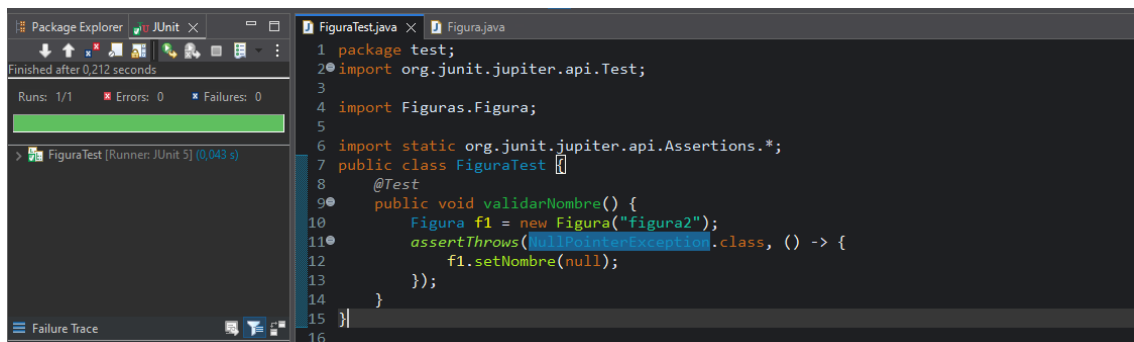 Package Explorer JUnit
Finished after 0,212 seconds
Runs: 1/1 Errors: 0 Failures: 0
FiguraTest [Runner: JUnit 5] (0,043 s)
Failure Trace
FiguraTest.java Figura.java
1 package test;
2 import org.junit.jupiter.api.Test;
3
4 import Figuras.Figura;
5
6 import static org.junit.jupiter.api.Assertions.*;
7 public class FiguraTest {
8 @Test
9 public void validarNombre() {
10 Figura f1 = new Figura("figura2");
11 assertThrows(NullPointerException.class, () -> {
12 f1.setNombre(null);
13 });
14 }
15 }
16